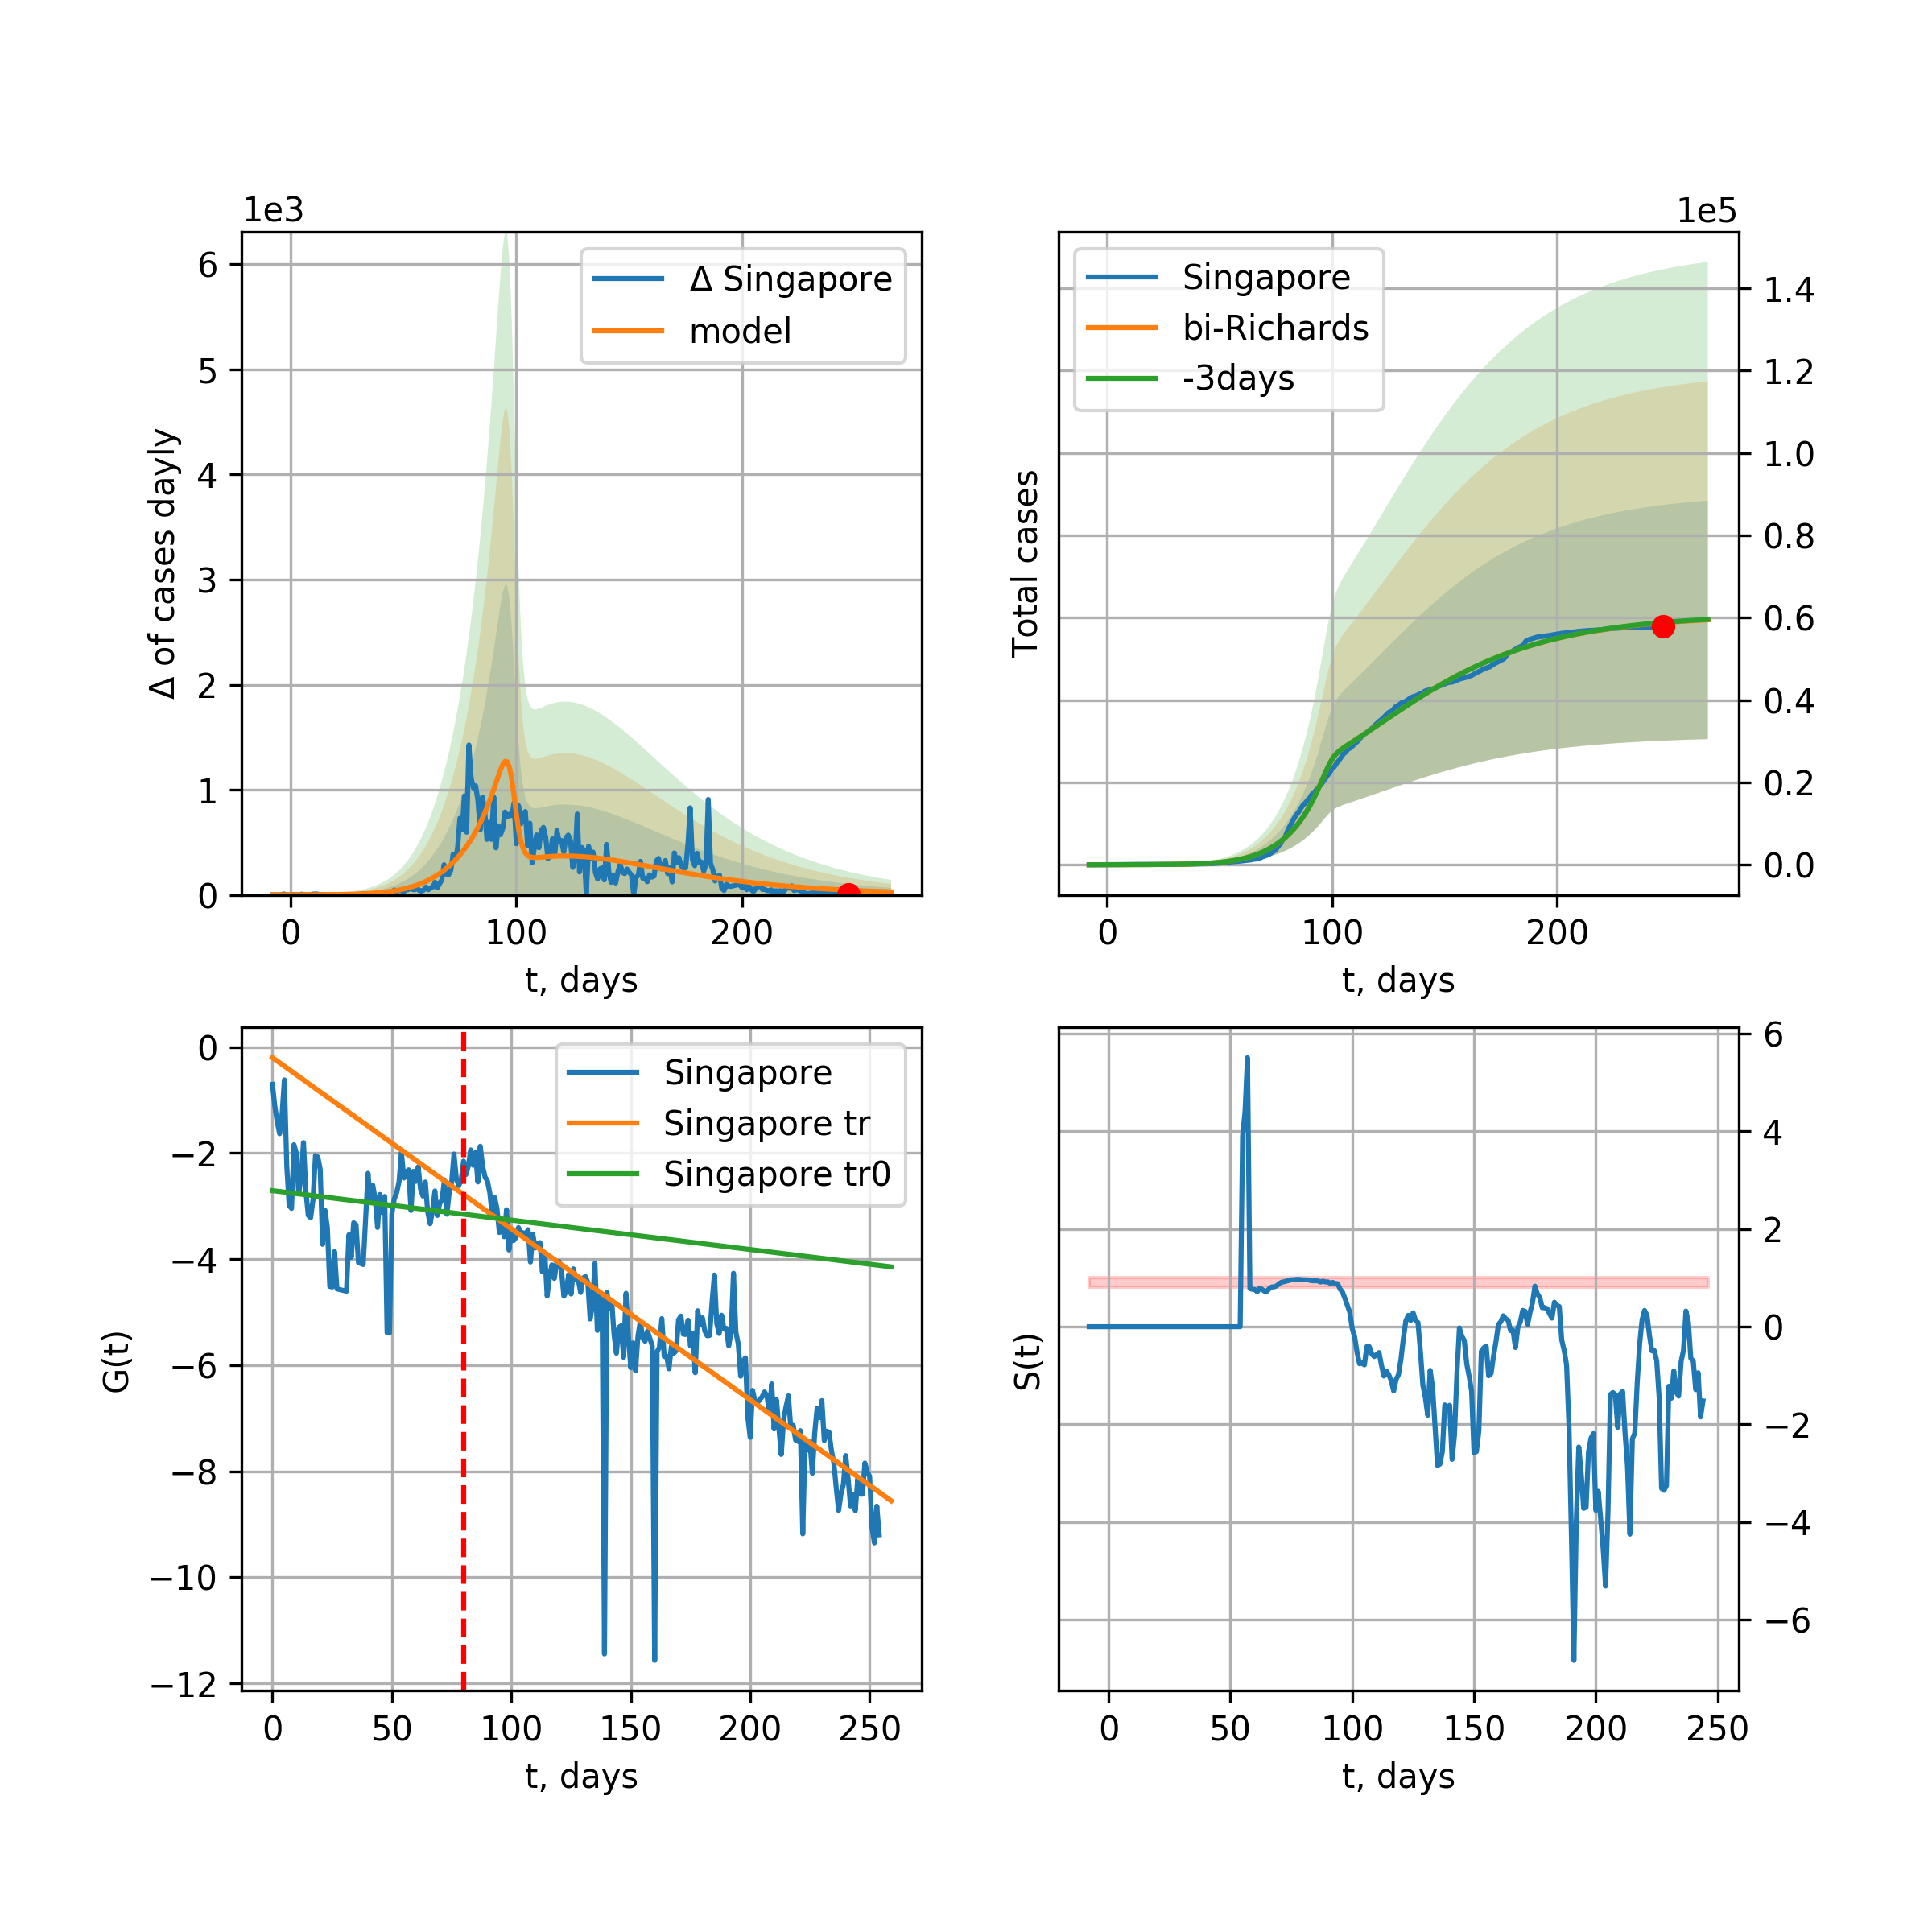 1e3
6
5
4
3
2
1
0
Δ of cases dayly
Δ Singapore
model
0 100 200
t, days
1e5
1.4
1.2
1.0
0.8
0.6
0.4
0.2
0.0
Total cases
Singapore
bi-Richards
-3days
0 100 200
t, days
0
−2
−4
−6
−8
−10
−12
G(t)
Singapore
Singapore tr
Singapore tr0
0 50 100 150 200 250
t, days
6
4
2
0
−2
−4
−6
S(t)
0 50 100 150 200 250
t, days